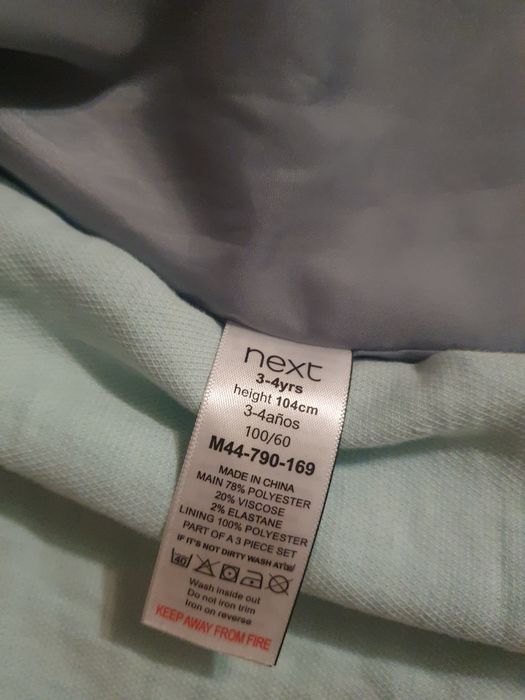 next
3-4yrs
height 104cm
3-4años
100/60
M44-790-169
MADE IN CHINA
MAIN 78% POLYESTER
20% VISCOSE
2% ELASTANE
LINING 100% POLYESTER
PART OF A 3 PIECE SET
IF IT'S NOT DIRTY WASH AT
40
Wash inside out
Do not iron trim
Iron on reverse
KEEP AWAY FROM FIRE